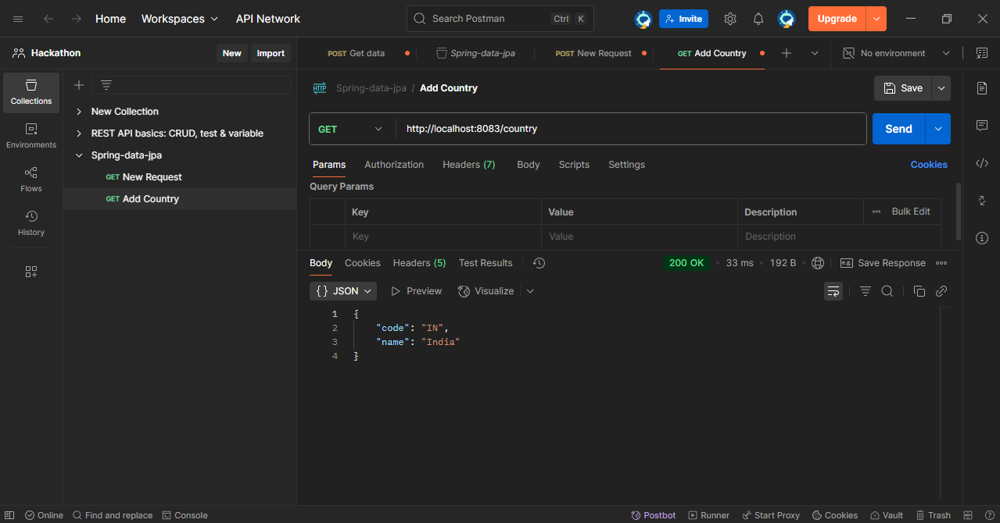 Home Workspaces API Network Search Postman Ctrl K Invite Upgrade
Hackathon New Import POST Get data Spring-data-jpa POST New Request GET Add Country No environment
Collections
Environments
Flows
History
New Collection
REST API basics: CRUD, test & variable
Spring-data-jpa
GET New Request
GET Add Country
HTTP Spring-data-jpa / Add Country Save
GET http://localhost:8083/country Send
Params Authorization Headers (7) Body Scripts Settings Cookies
Query Params
Key Value Description Bulk Edit
Key Value Description
Body Cookies Headers (5) Test Results 200 OK 33 ms 192 B e.g. Save Response
{} JSON Preview Visualize
1 {
2 "code": "IN",
3 "name": "India"
4 }
Online Find and replace Console Postbot Runner Start Proxy Cookies Vault Trash